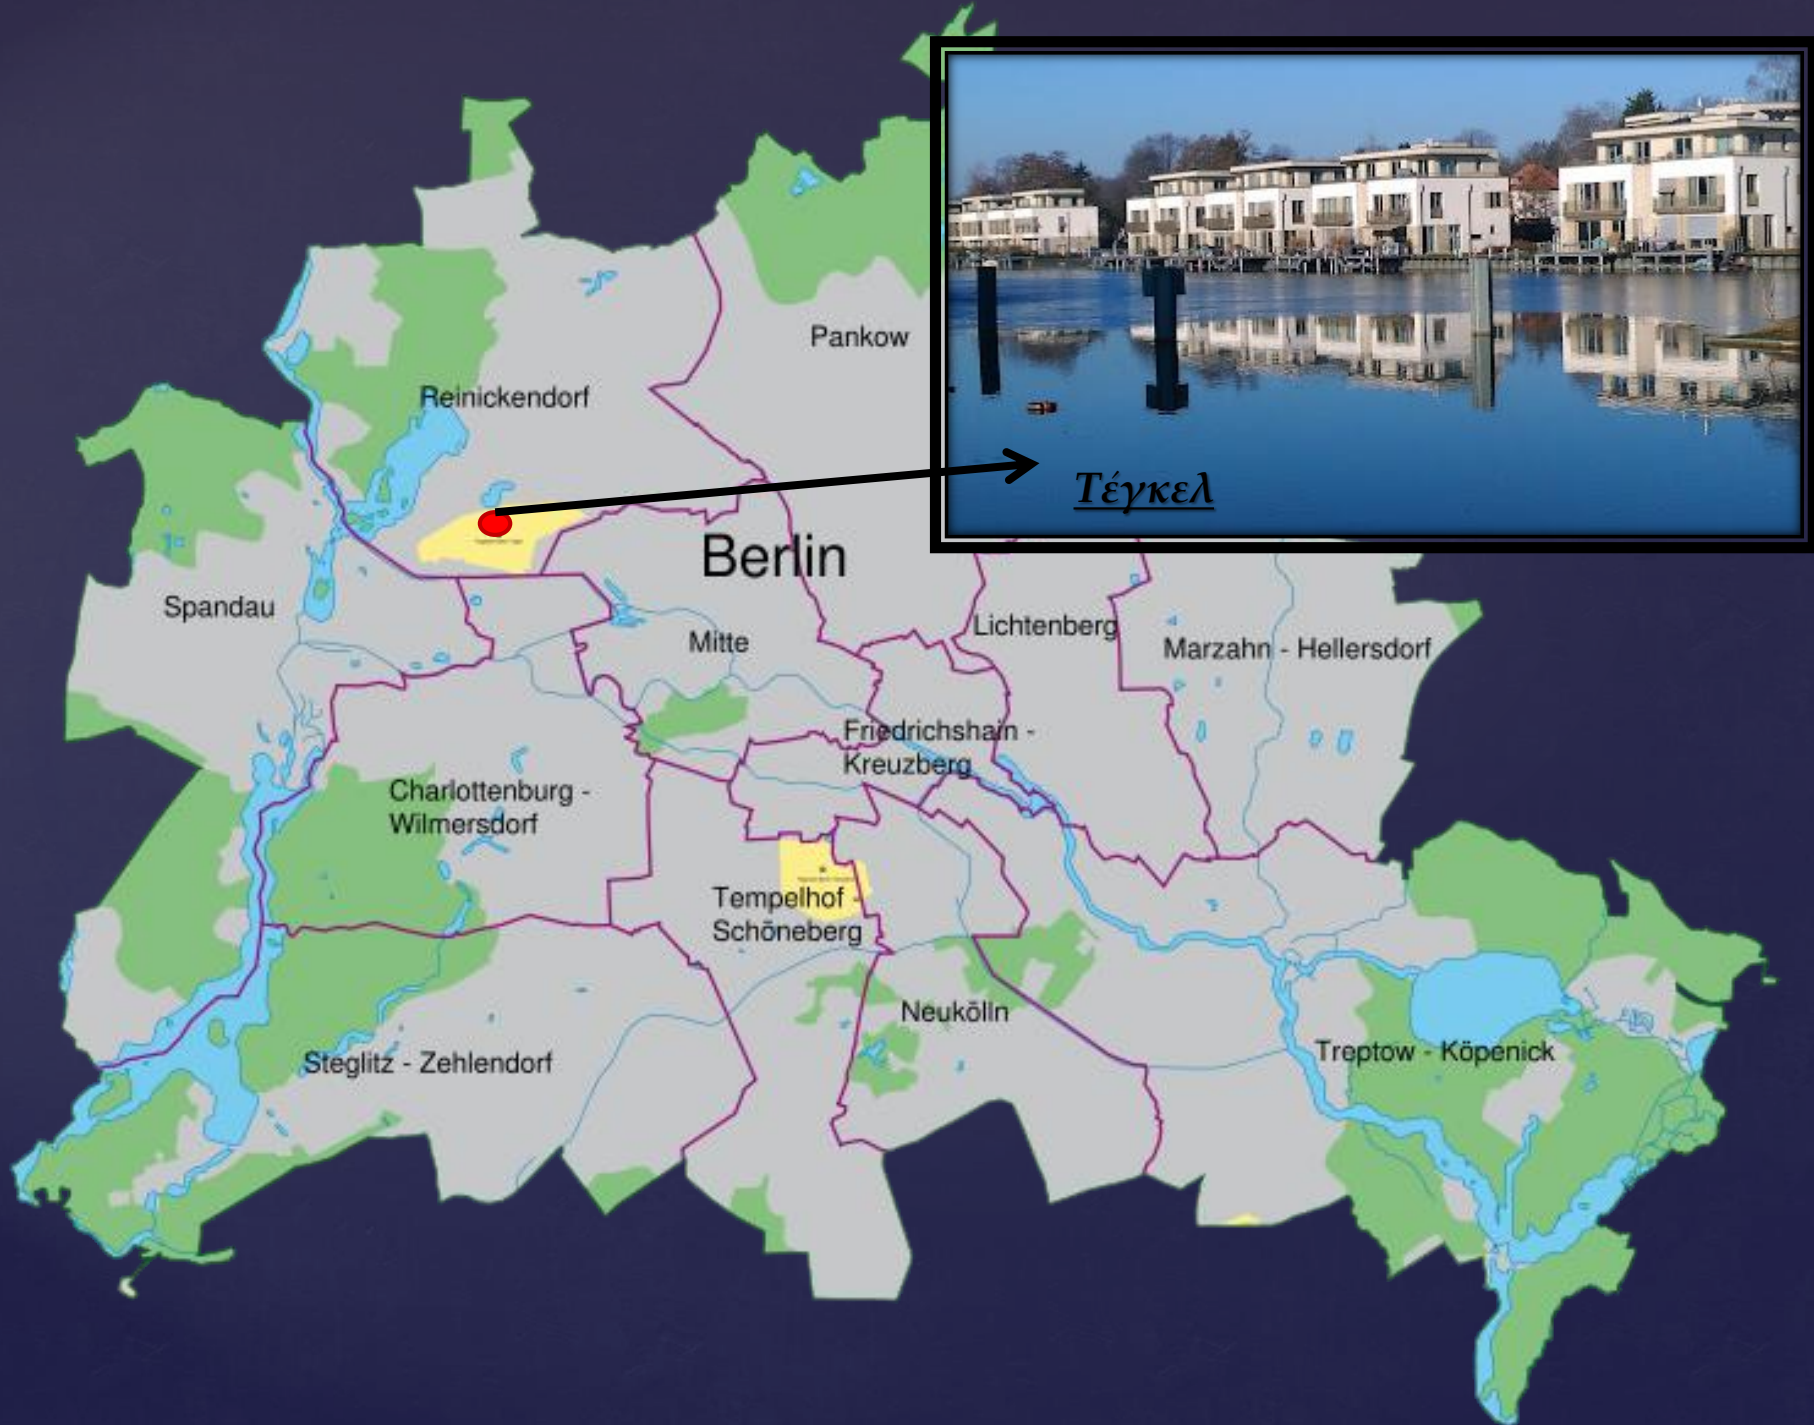 Pankow
Reinickendorf
Τέγκελ
Berlin
Spandau
Lichtenberg
Mitte
Marzahn - Hellersdorf
Friedrichshain -
Kreuzberg
Charlottenburg -
Wilmersdorf
Tempelhof -
Schöneberg
Neukölln
Steglitz - Zehlendorf
Treptow - Köpenick